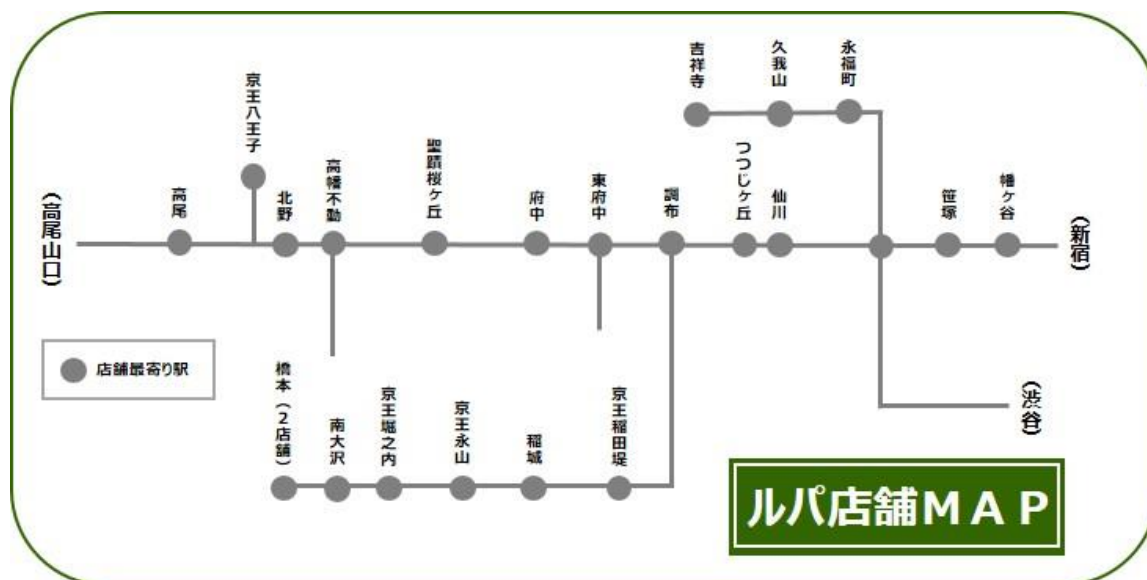 吉祥寺
久我山
永福町
京王八王子
高尾
北野
高幡不動
聖蹟桜ヶ丘
府中
東府中
調布
つつじヶ丘
仙川
笹塚
幡ヶ谷
（高尾山口）
（新宿）
店舗最寄り駅
橋本（２店舗）
南大沢
京王堀之内
京王永山
稲城
京王稲田堤
（渋谷）
ルパ店舗ＭＡＰ